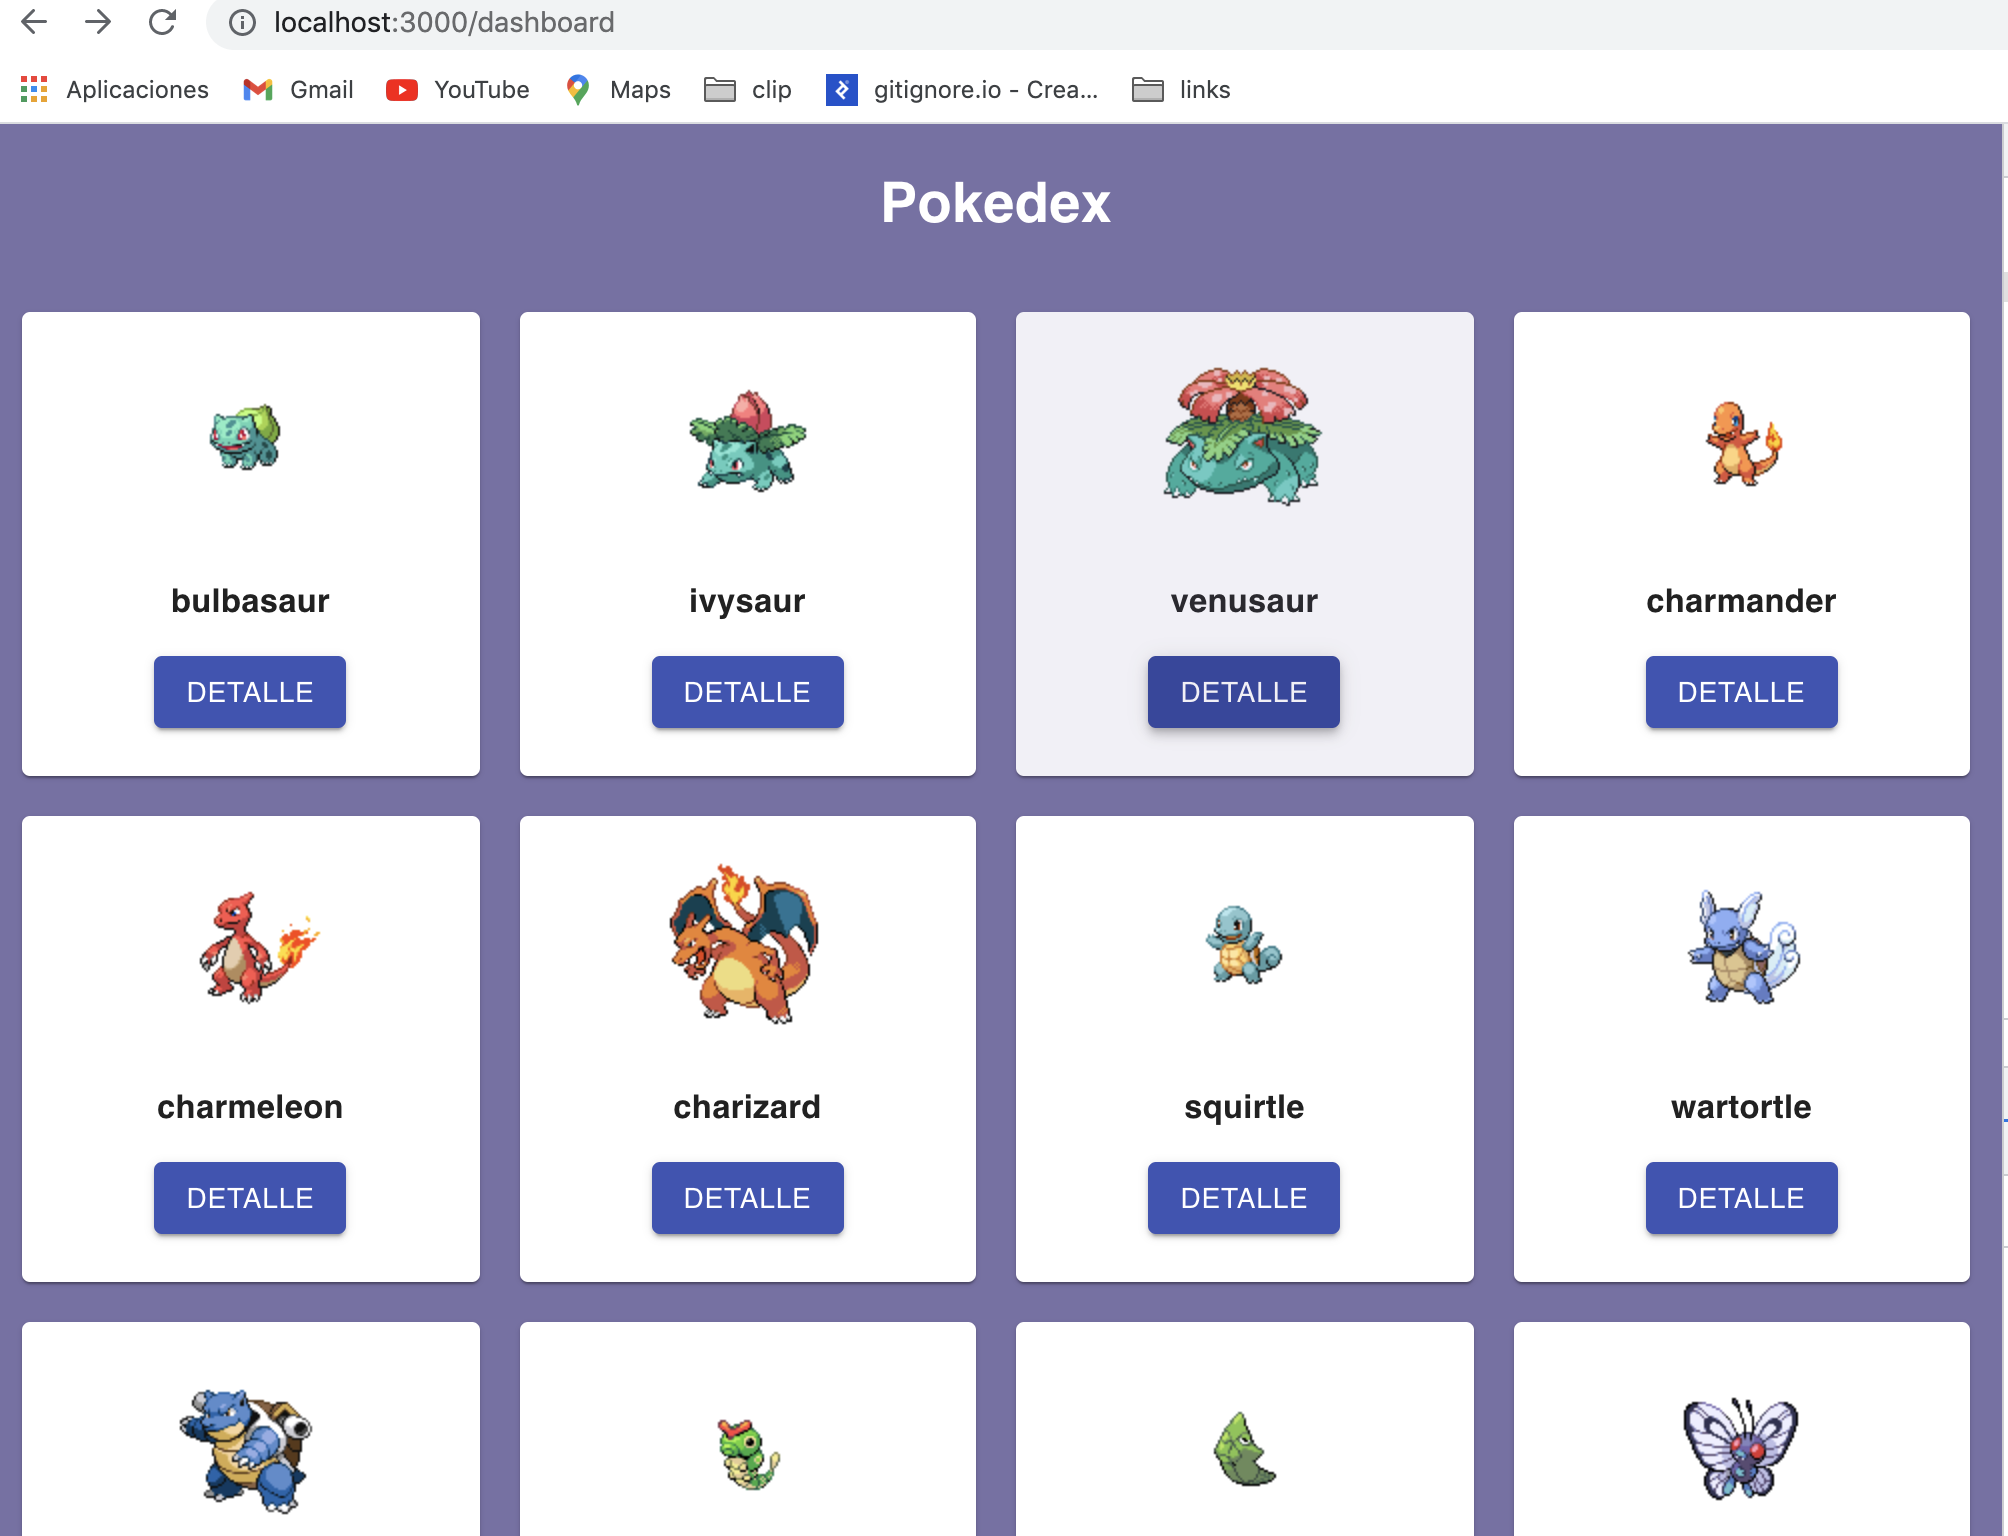 localhost:3000/dashboard
Aplicaciones Gmail YouTube Maps clip gitignore.io - Crea... links
Pokedex
bulbasaur ivysaur venusaur charmander
DETALLE DETALLE DETALLE DETALLE
charmeleon charizard squirtle wartortle
DETALLE DETALLE DETALLE DETALLE